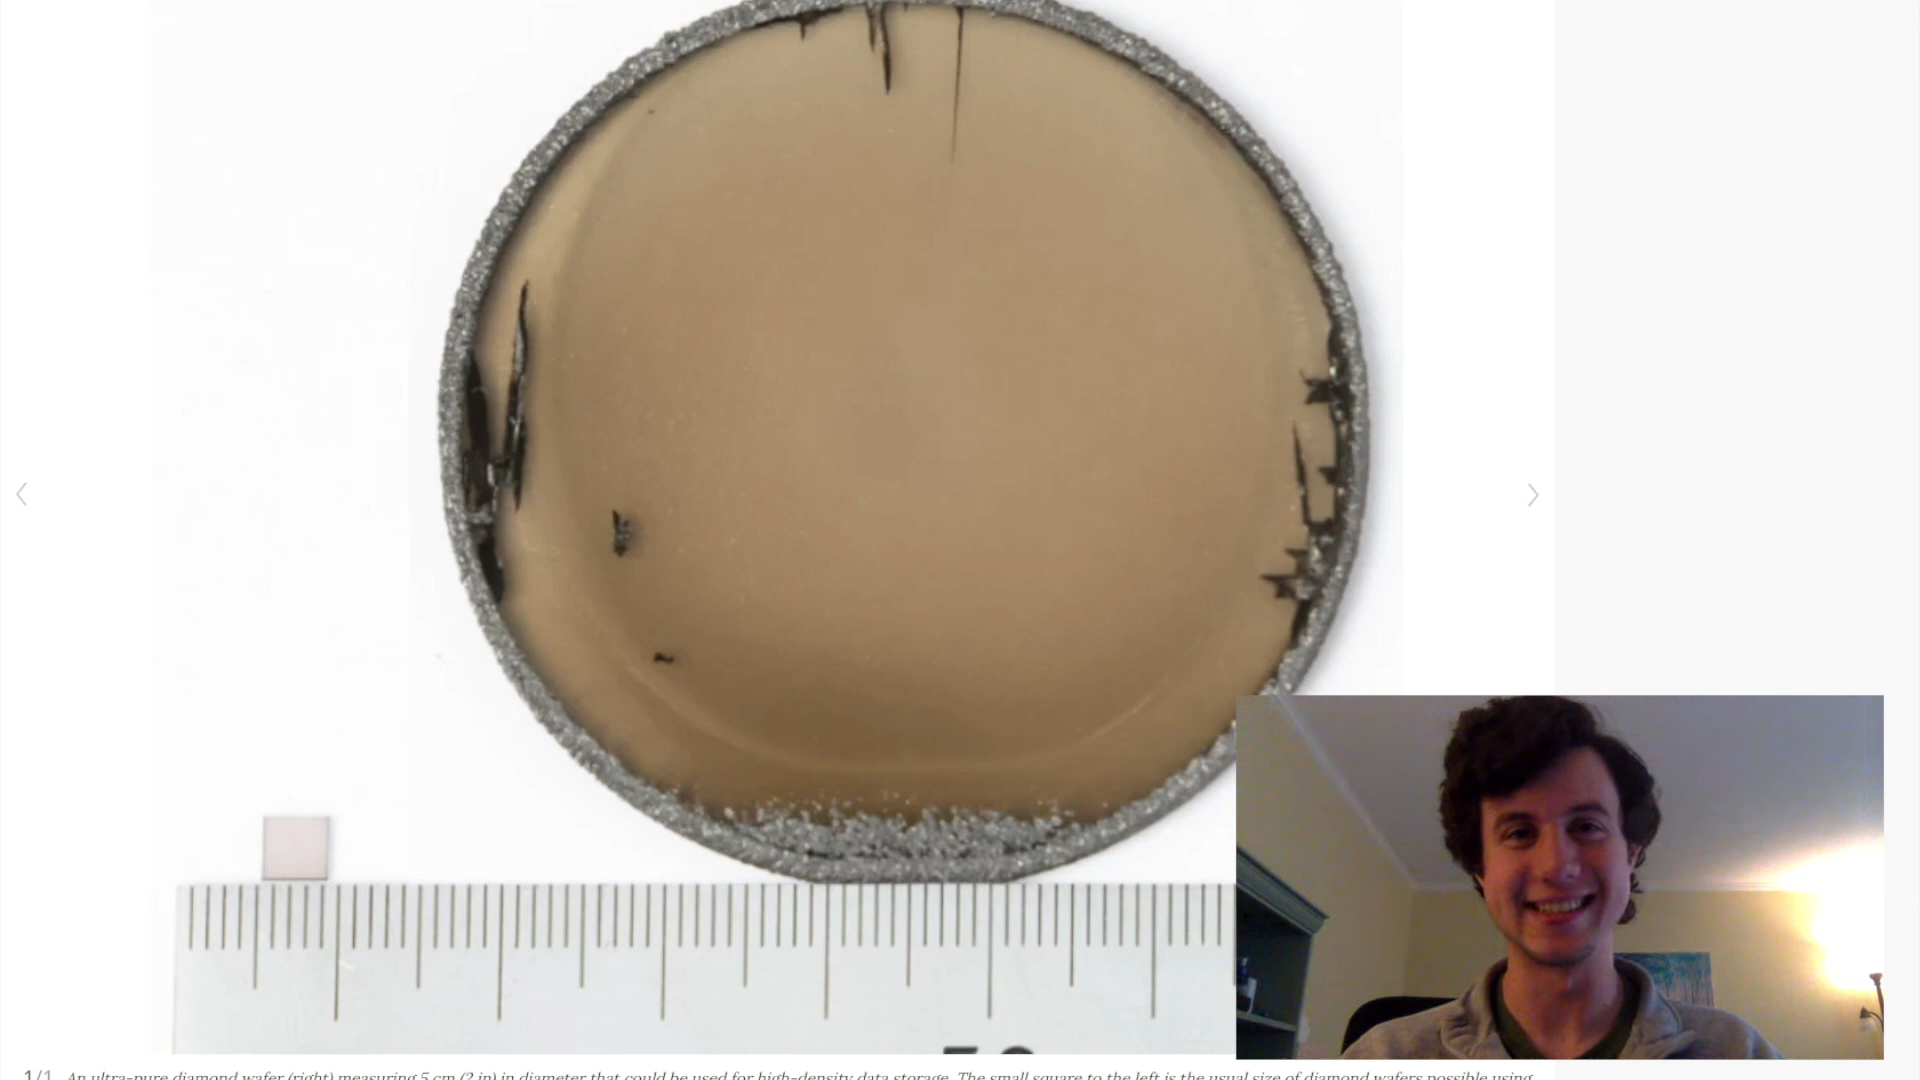 50
1/1 An ultra-pure diamond wafer (right) measuring 5 cm (2 in) in diameter that could be used for high-density data storage. The small square to the left is the usual size of diamond wafers possible using